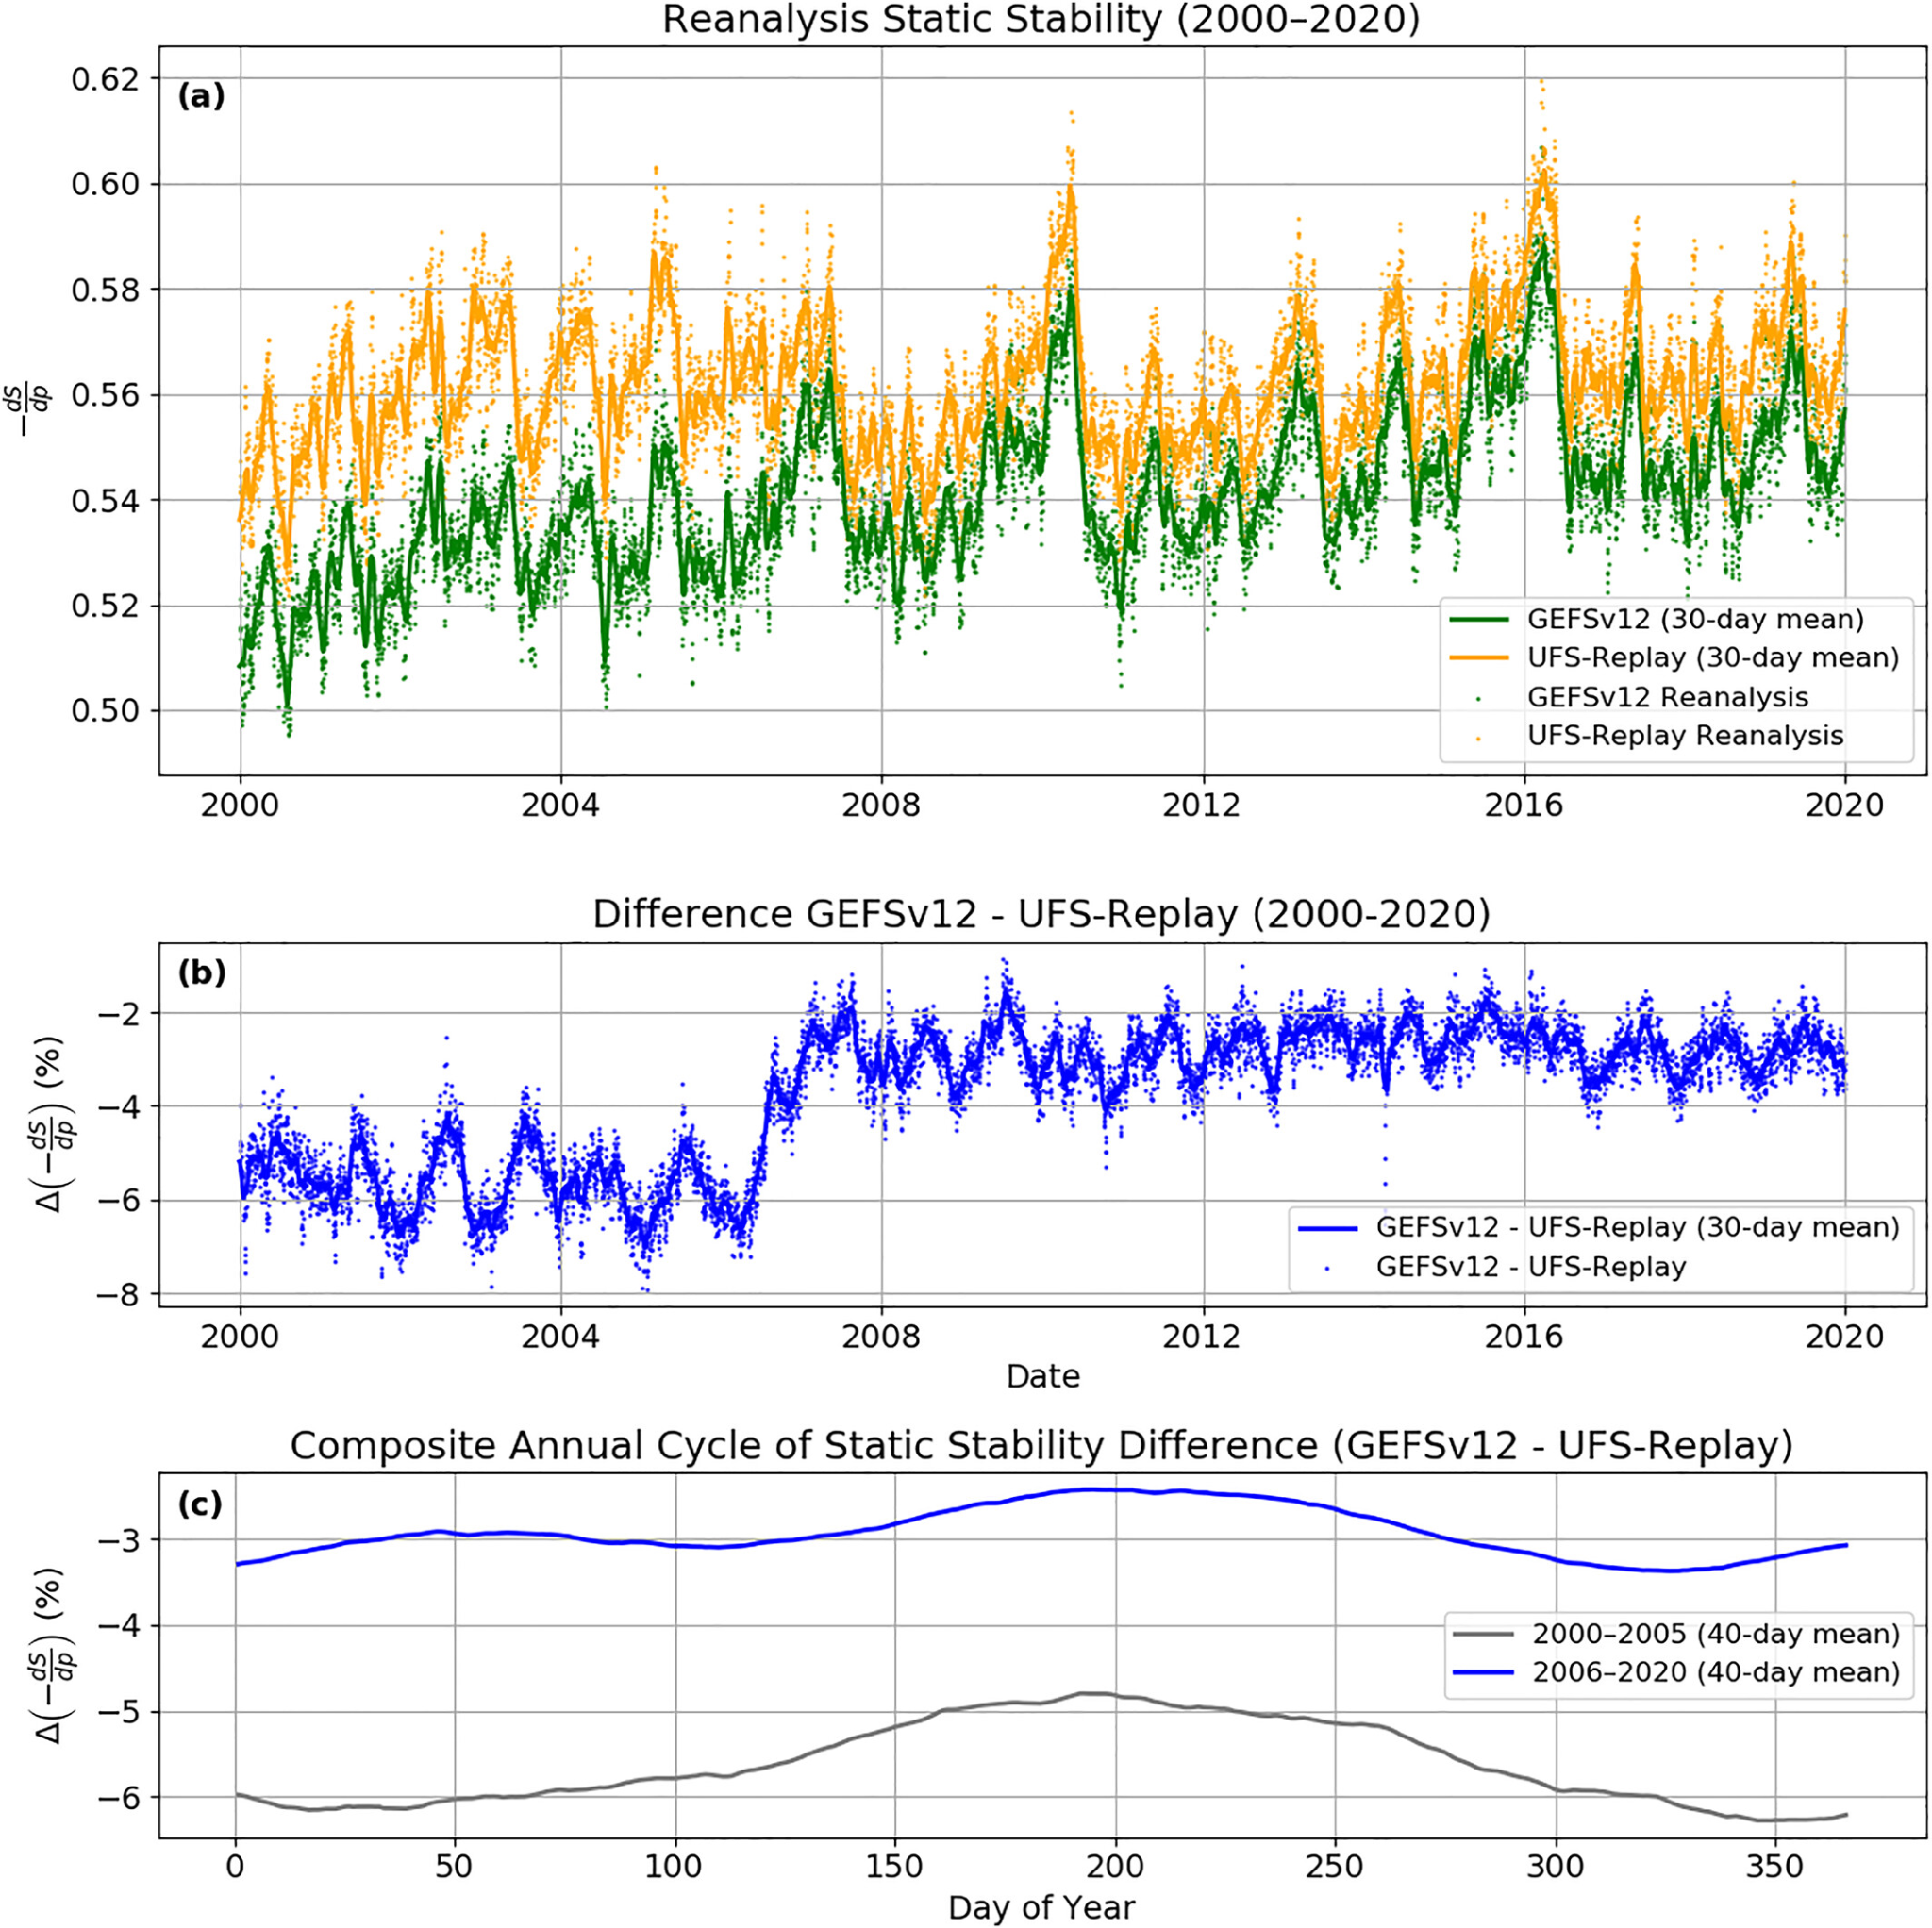 Reanalysis Static Stability (2000–2020)
(a)
0.62
0.60
0.58
0.56
0.54
0.52
0.50
−dS/dp
2000 2004 2008 2012 2016 2020
GEFSv12 (30-day mean)
UFS-Replay (30-day mean)
GEFSv12 Reanalysis
UFS-Replay Reanalysis
Difference GEFSv12 - UFS-Replay (2000-2020)
(b)
−2
−4
−6
−8
Δ(−dS/dp) (%)
GEFSv12 - UFS-Replay (30-day mean)
GEFSv12 - UFS-Replay
2000 2004 2008 2012 2016 2020
Date
Composite Annual Cycle of Static Stability Difference (GEFSv12 - UFS-Replay)
(c)
−3
−4
−5
−6
Δ(−dS/dp) (%)
2000–2005 (40-day mean)
2006–2020 (40-day mean)
0 50 100 150 200 250 300 350
Day of Year